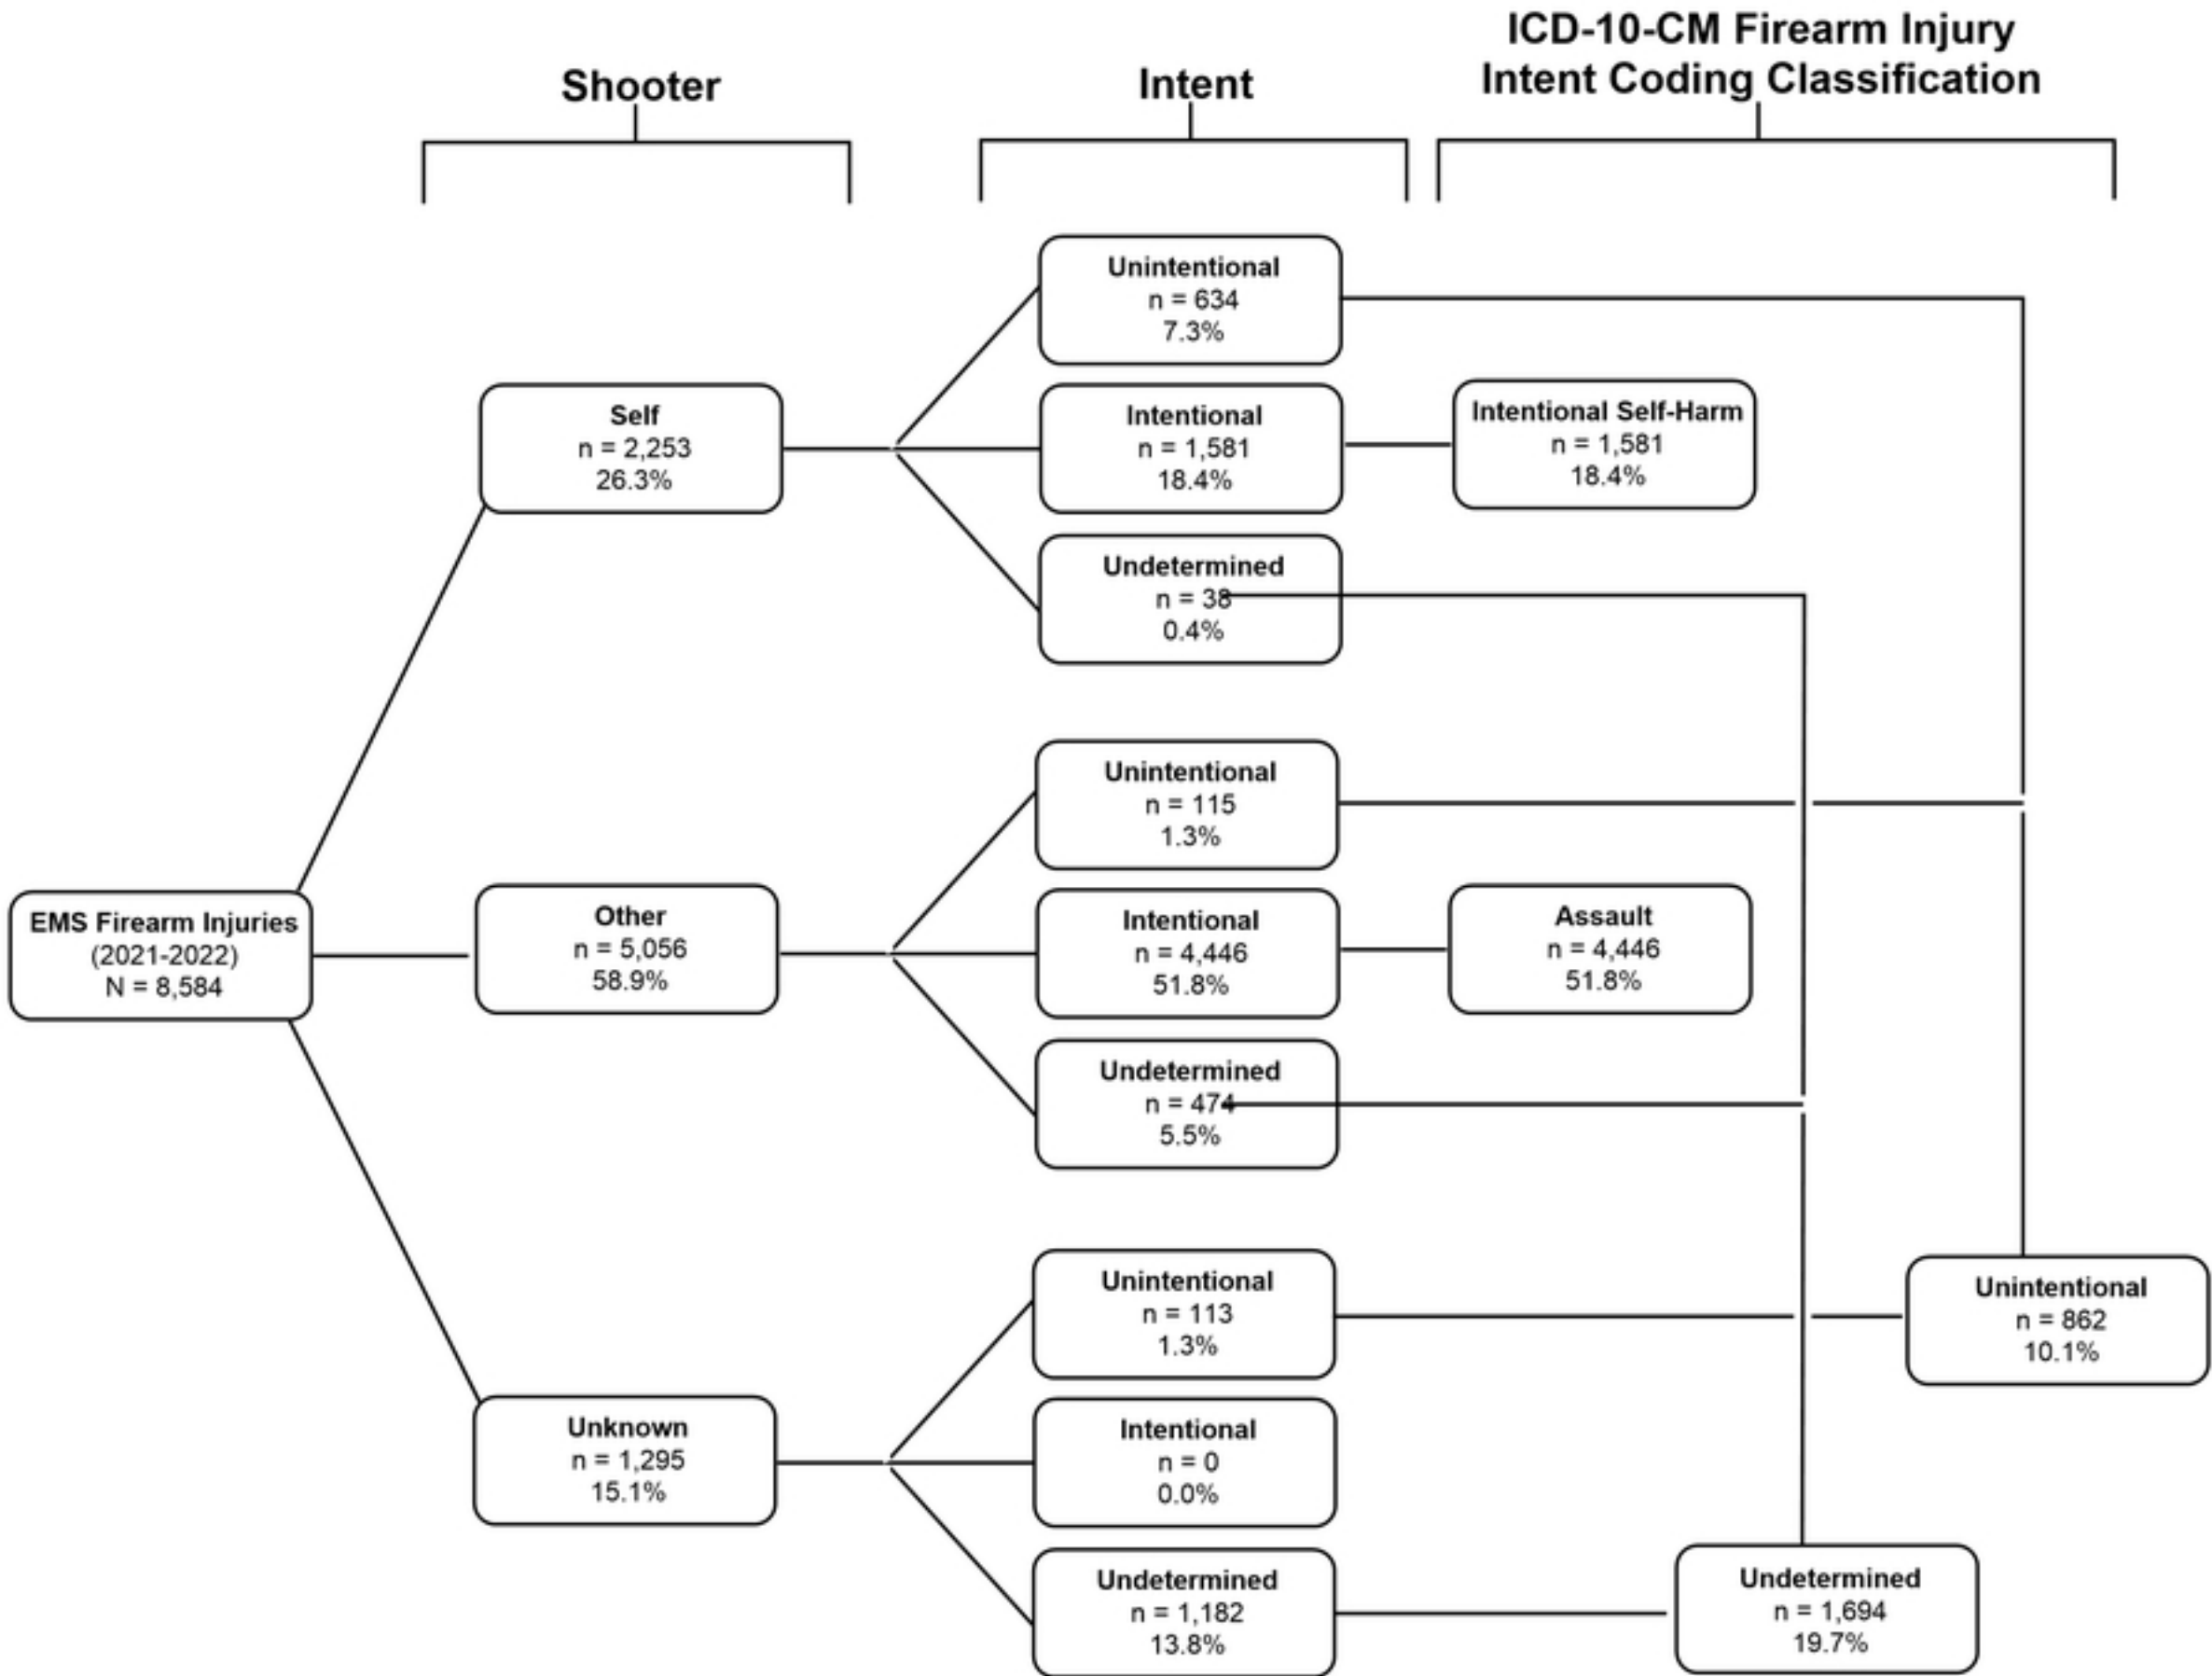 Shooter
Intent
ICD-10-CM Firearm Injury
Intent Coding Classification
EMS Firearm Injuries
(2021-2022)
N = 8,584
Self
n = 2,253
26.3%
Unintentional
n = 634
7.3%
Intentional
n = 1,581
18.4%
Intentional Self-Harm
n = 1,581
18.4%
Undetermined
n = 38
0.4%
Other
n = 5,056
58.9%
Unintentional
n = 115
1.3%
Intentional
n = 4,446
51.8%
Assault
n = 4,446
51.8%
Undetermined
n = 474
5.5%
Unknown
n = 1,295
15.1%
Unintentional
n = 113
1.3%
Intentional
n = 0
0.0%
Undetermined
n = 1,182
13.8%
Unintentional
n = 862
10.1%
Undetermined
n = 1,694
19.7%